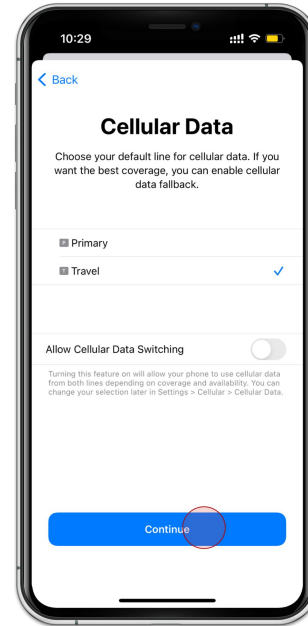 10:29
Back
Cellular Data
Choose your default line for cellular data. If you
want the best coverage, you can enable cellular
data fallback.
P Primary
T Travel
Allow Cellular Data Switching
Turning this feature on will allow your phone to use cellular data
from both lines depending on coverage and availability. You can
change your selection later in Settings > Cellular > Cellular Data.
Continue